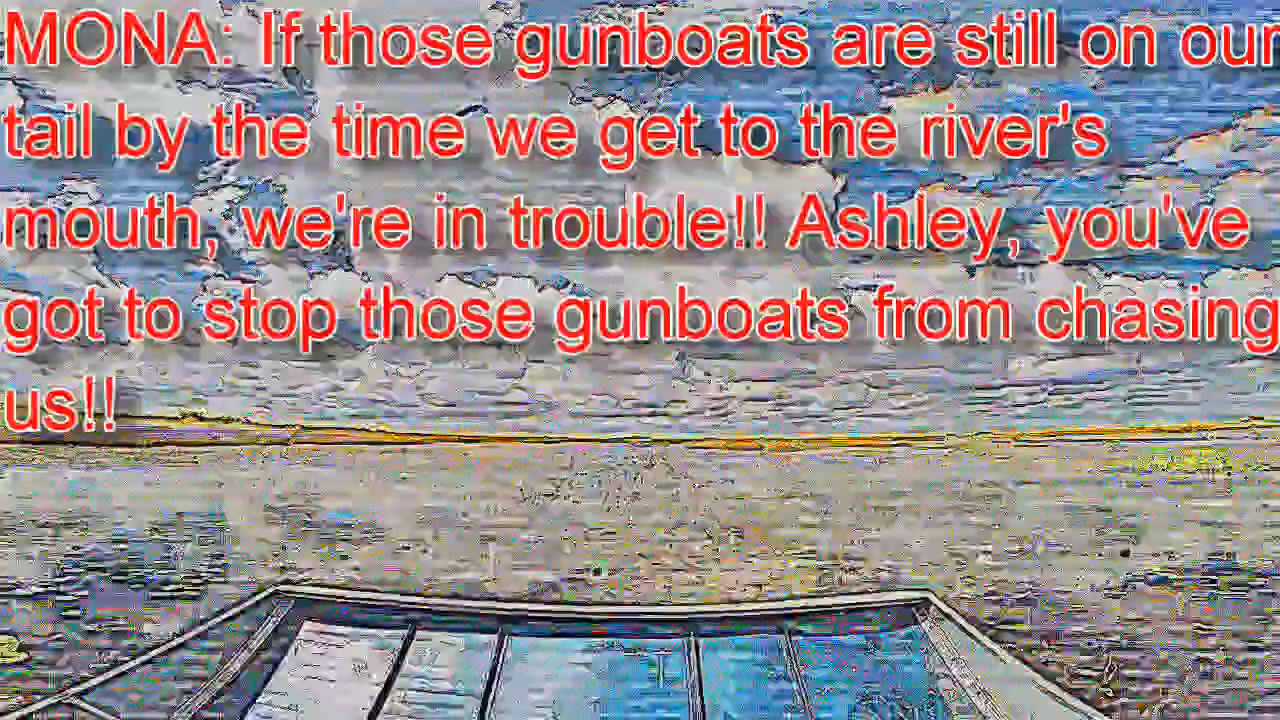 MONA: If those gunboats are still on our
tail by the time we get to the river's
mouth, we're in trouble!! Ashley, you've
got to stop those gunboats from chasing
us!!